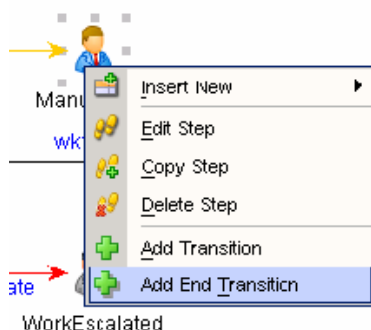 Insert New
Manu
Edit Step
wk
Copy Step
Delete Step
Add Transition
ate
Add End Transition
WorkEscalated